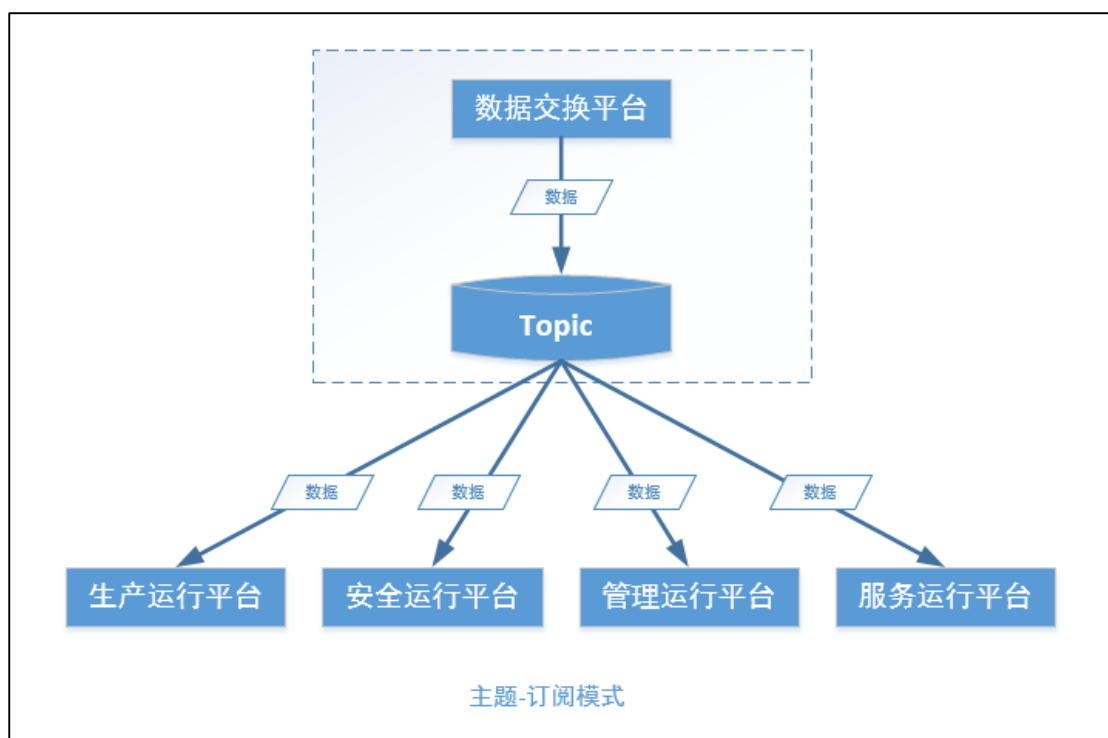 数据交换平台
数据
Topic
数据
数据
数据
数据
生产运行平台
安全运行平台
管理运行平台
服务运行平台
主题-订阅模式